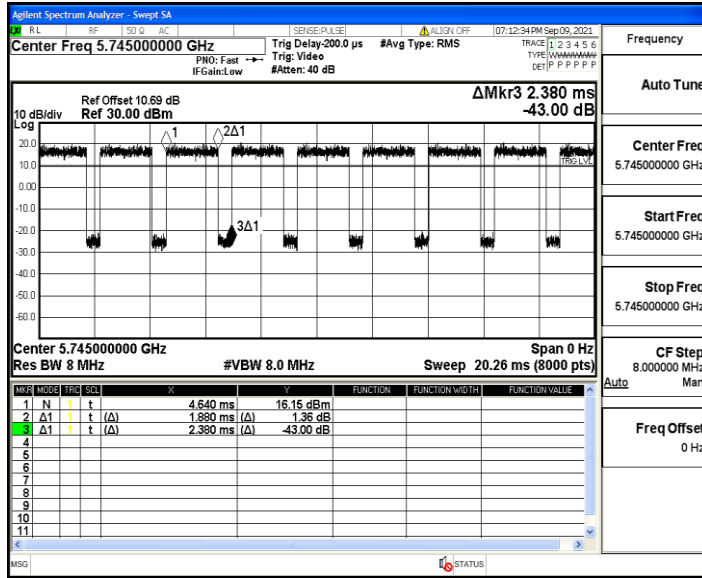 Agilent Spectrum Analyzer - Swept SA
LXI RL RF 50 Ω AC SENSE:PULSE ALIGN OFF 07:12:34 PM Sep 09, 2021
Center Freq 5.745000000 GHz Trig Delay-200.0 µs #Avg Type: RMS TRACE 1 2 3 4 5 6
PNO: Fast Trig: Video TYPE WWWWWW
IFGain:Low #Atten: 40 dB DET P P P P P P
Frequency
Auto Tune
ΔMkr3 2.380 ms
Ref Offset 10.69 dB
10 dB/div Ref 30.00 dBm -43.00 dB
Log
20.0
10.0
0.00
-10.0
-20.0
-30.0
-40.0
-50.0
-60.0
1
2Δ1
3Δ1
TRIG LVL
Center Freq
5.745000000 GHz
Start Freq
5.745000000 GHz
Stop Freq
5.745000000 GHz
CF Step
8.000000 MHz
Auto Man
Freq Offset
0 Hz
Center 5.745000000 GHz Span 0 Hz
Res BW 8 MHz #VBW 8.0 MHz Sweep 20.26 ms (8000 pts)
MKR MODE TRC SCL X Y FUNCTION FUNCTION WIDTH FUNCTION VALUE
1 N 1 t 4.640 ms 16.15 dBm
2 Δ1 1 t (Δ) 1.880 ms (Δ) 1.36 dB
3 Δ1 1 t (Δ) 2.380 ms (Δ) -43.00 dB
4
5
6
7
8
9
10
11
MSG STATUS